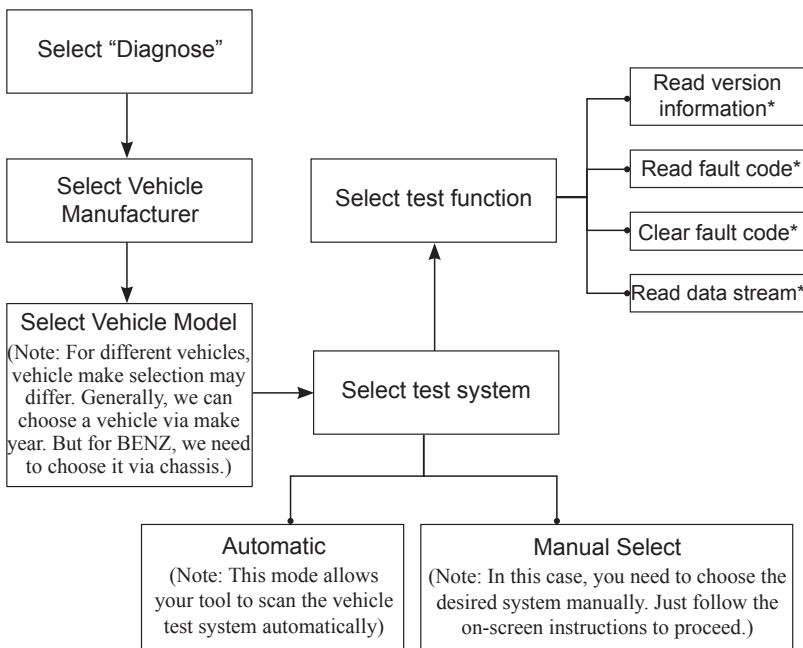 Select “Diagnose”
Select Vehicle
Manufacturer
Select Vehicle Model
(Note: For different vehicles,
vehicle make selection may
differ. Generally, we can
choose a vehicle via make
year. But for BENZ, we need
to choose it via chassis.)
Select test system
Automatic
(Note: This mode allows
your tool to scan the vehicle
test system automatically)
Manual Select
(Note: In this case, you need to choose the
desired system manually. Just follow the
on-screen instructions to proceed.)
Select test function
Read version
information*
Read fault code*
Clear fault code*
Read data stream*